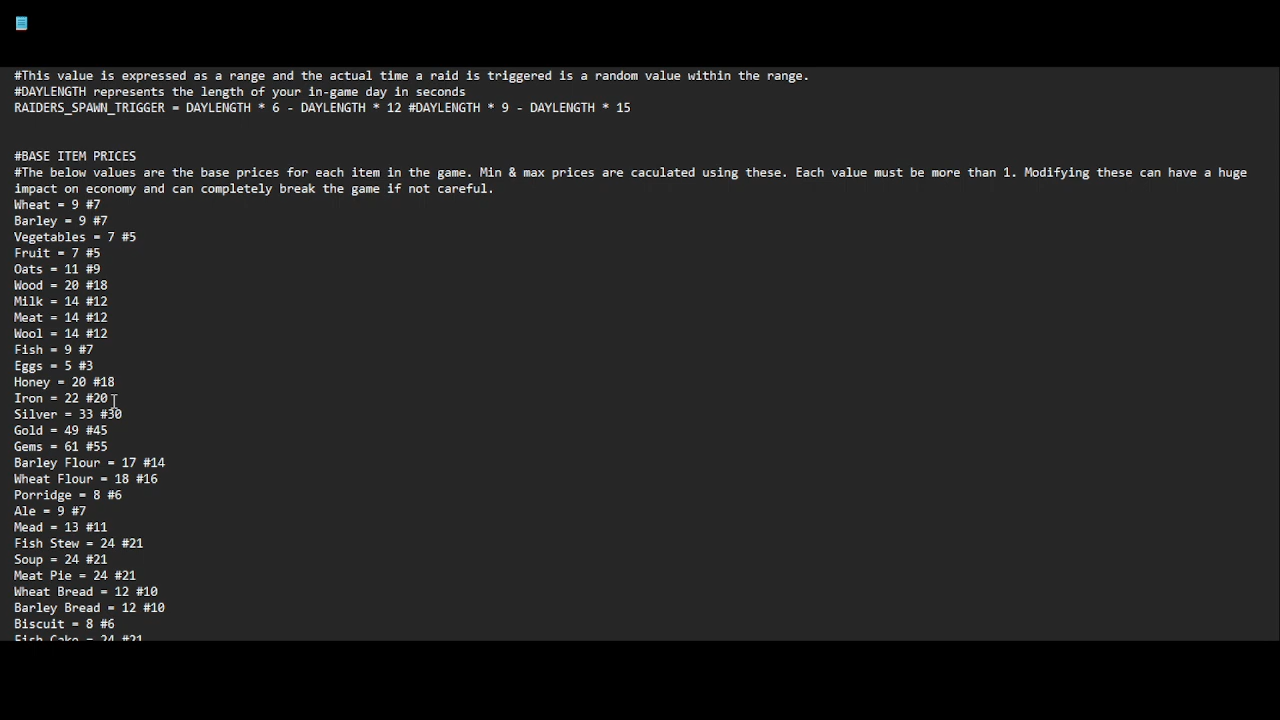 #This value is expressed as a range and the actual time a raid is triggered is a random value within the range.
#DAYLENGTH represents the length of your in-game day in seconds
RAIDERS_SPAWN_TRIGGER = DAYLENGTH * 6 - DAYLENGTH * 12 #DAYLENGTH * 9 - DAYLENGTH * 15
#BASE ITEM PRICES
#The below values are the base prices for each item in the game. Min & max prices are caculated using these. Each value must be more than 1. Modifying these can have a huge
impact on economy and can completely break the game if not careful.
Wheat = 9 #7
Barley = 9 #7
Vegetables = 7 #5
Fruit = 7 #5
Oats = 11 #9
Wood = 20 #18
Milk = 14 #12
Meat = 14 #12
Wool = 14 #12
Fish = 9 #7
Eggs = 5 #3
Honey = 20 #18
Iron = 22 #20
Silver = 33 #30
Gold = 49 #45
Gems = 61 #55
Barley Flour = 17 #14
Wheat Flour = 18 #16
Porridge = 8 #6
Ale = 9 #7
Mead = 13 #11
Fish Stew = 24 #21
Soup = 24 #21
Meat Pie = 24 #21
Wheat Bread = 12 #10
Barley Bread = 12 #10
Biscuit = 8 #6
Fish Cake = 24 #21